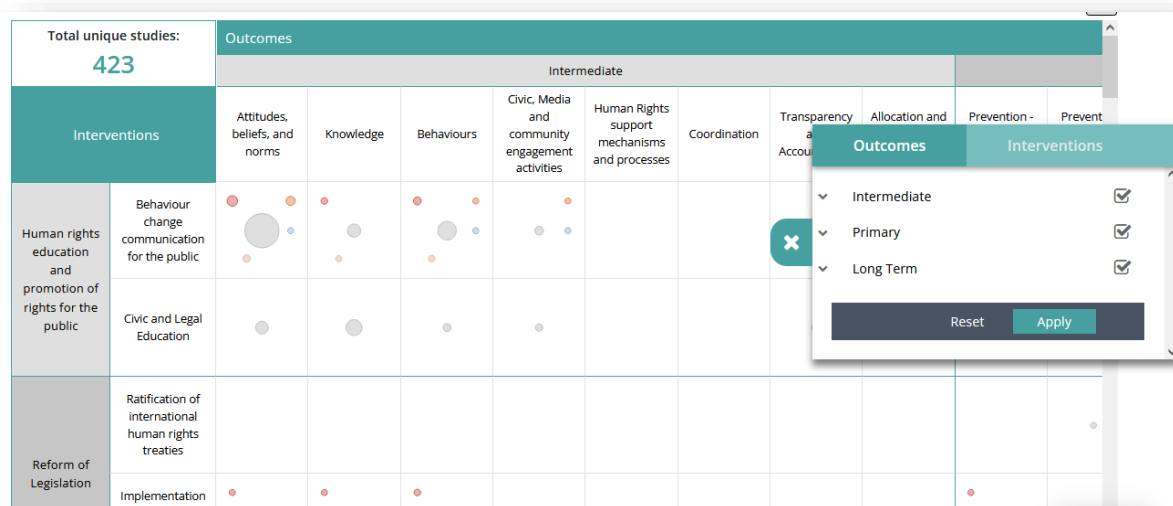 Total unique studies:
423
Outcomes
Intermediate
Interventions
Attitudes,
beliefs, and
norms
Knowledge
Behaviours
Civic, Media
and
community
engagement
activities
Human Rights
support
mechanisms
and processes
Coordination
Transparency
a
Accou
Allocation and
Prevention -
Prevent
Outcomes
Interventions
Intermediate
Primary
Long Term
Reset
Apply
Human rights
education
and
promotion of
rights for the
public
Behaviour
change
communication
for the public
Civic and Legal
Education
Reform of
Legislation
Ratification of
international
human rights
treaties
Implementation